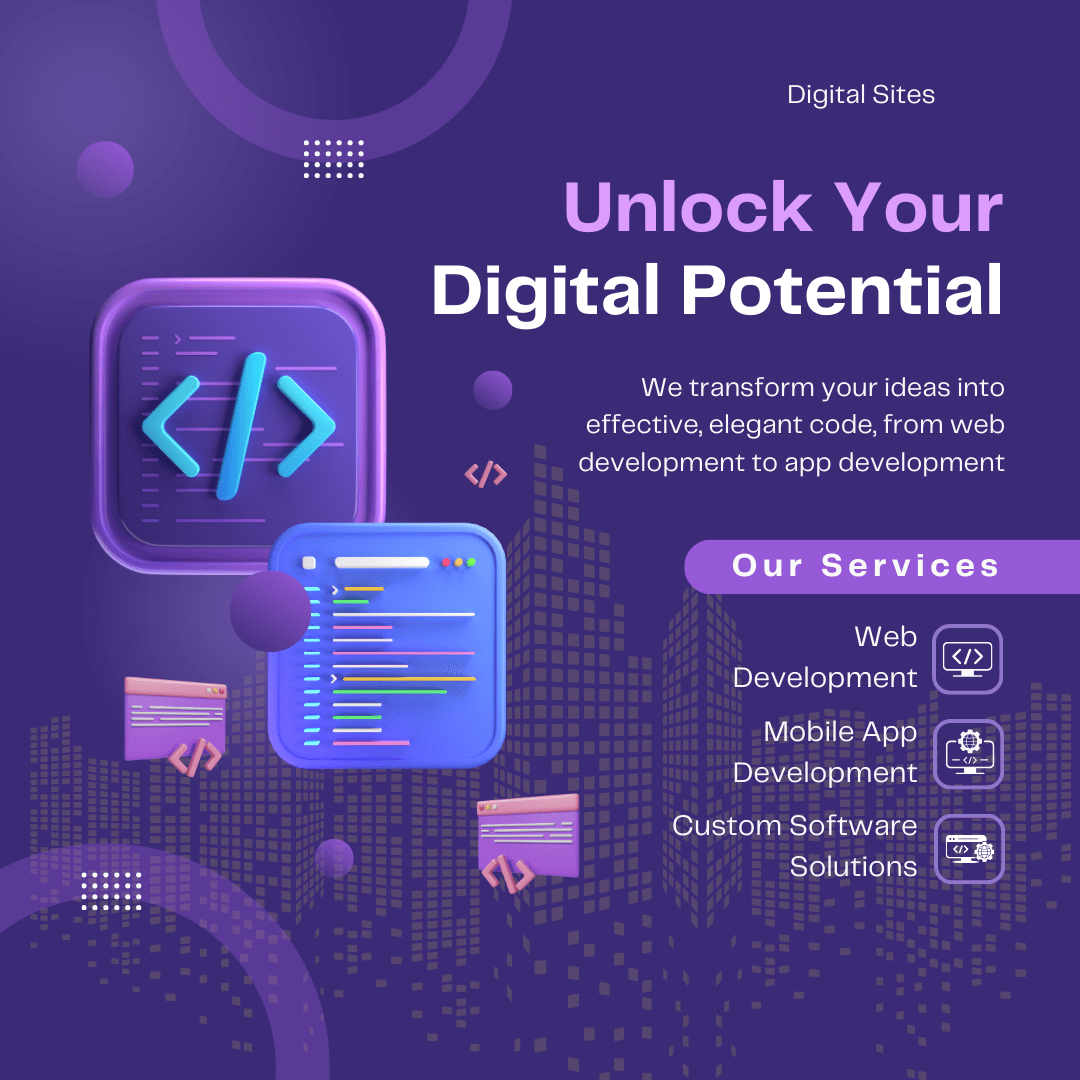 Digital Sites
Unlock Your
Digital Potential
We transform your ideas into
effective, elegant code, from web
development to app development
Our Services
Web
Development
Mobile App
Development
Custom Software
Solutions